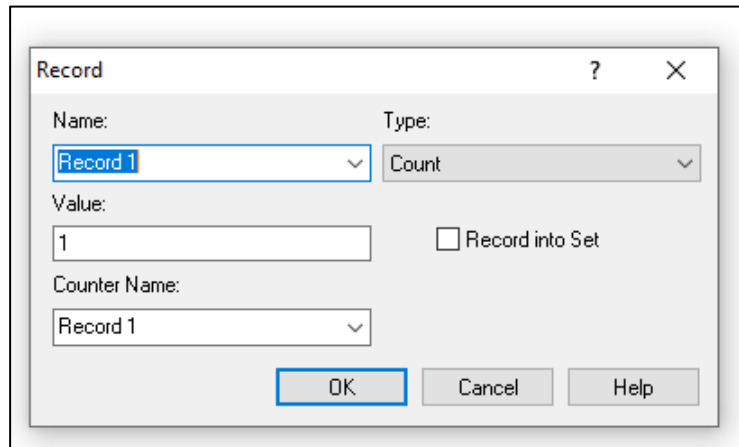 Record ?
Name: Type:
Record 1 Count
Value:
1 Record into Set
Counter Name:
Record 1
OK Cancel Help